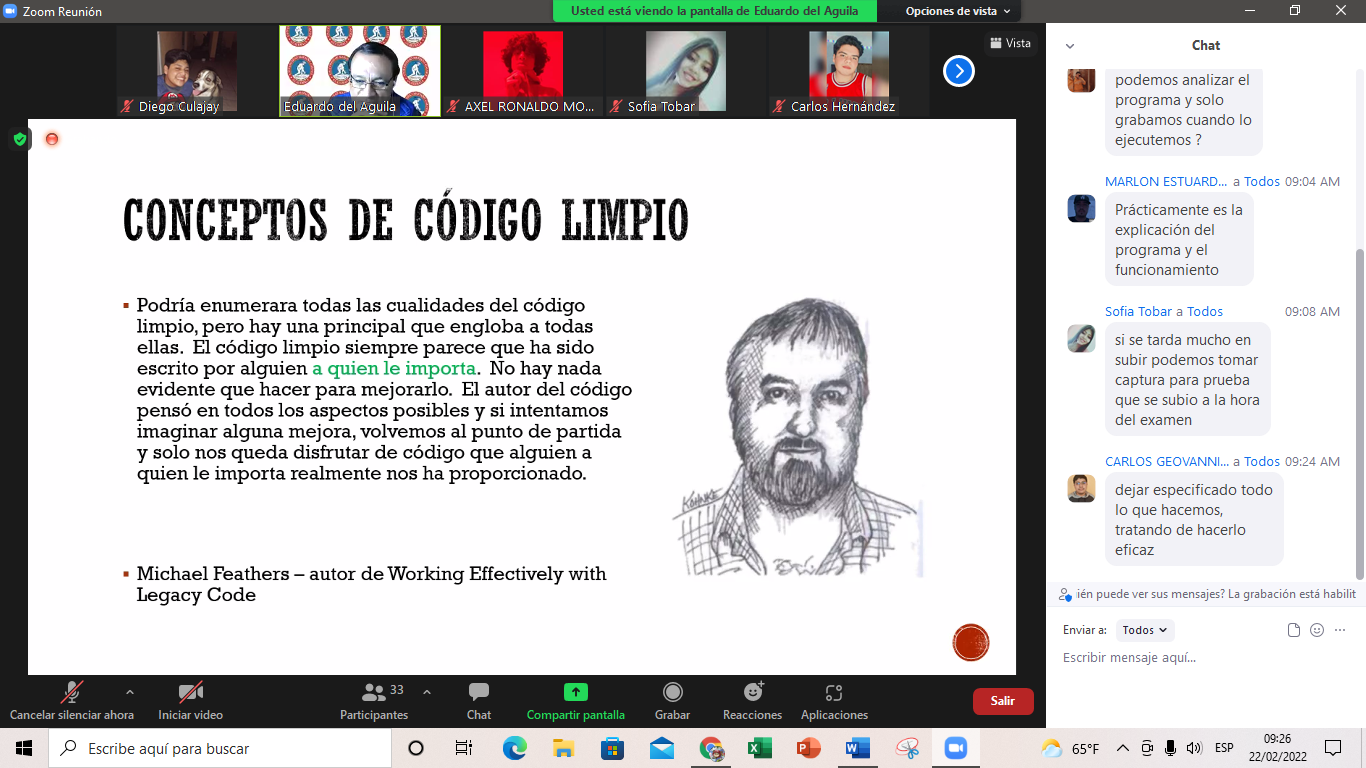 Zoom Reunión
Usted está viendo la pantalla de Eduardo del Aguila
Opciones de vista
Diego Culajay
Eduardo del Aguila
AXEL RONALDO MO...
Sofia Tobar
Carlos Hernández
Vista
CONCEPTOS DE CÓDIGO LIMPIO
Podría enumerara todas las cualidades del código
limpio, pero hay una principal que engloba a todas
ellas. El código limpio siempre parece que ha sido
escrito por alguien a quien le importa. No hay nada
evidente que hacer para mejorarlo. El autor del código
pensó en todos los aspectos posibles y si intentamos
imaginar alguna mejora, volvemos al punto de partida
y solo nos queda disfrutar de código que alguien a
quien le importa realmente nos ha proporcionado.
Michael Feathers – autor de Working Effectively with
Legacy Code
Chat
podemos analizar el
programa y solo
grabamos cuando lo
ejecutemos ?
MARLON ESTUARD... a Todos 09:04 AM
Prácticamente es la
explicación del
programa y el
funcionamiento
Sofia Tobar a Todos 09:08 AM
si se tarda mucho en
subir podemos tomar
captura para prueba
que se subio a la hora
del examen
CARLOS GEOVANNI... a Todos 09:24 AM
dejar especificado todo
lo que hacemos,
tratando de hacerlo
eficaz
ién puede ver sus mensajes? La grabación está habilit
Enviar a: Todos
Escribir mensaje aquí...
Cancelar silenciar ahora
Iniciar video
33
Participantes
Chat
Compartir pantalla
Grabar
Reacciones
Aplicaciones
Salir
Escribe aquí para buscar
65°F
ESP
09:26
22/02/2022